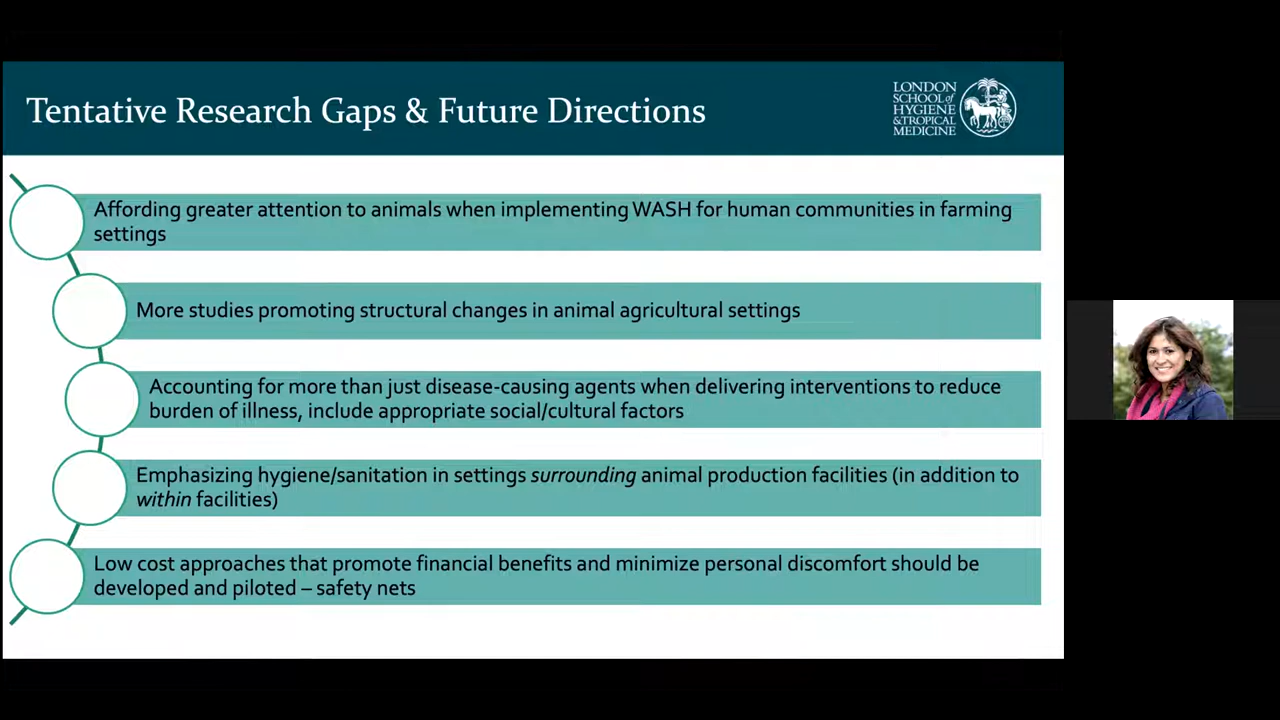 Tentative Research Gaps & Future Directions
LONDON
SCHOOL of
HYGIENE
& TROPICAL
MEDICINE
Affording greater attention to animals when implementing WASH for human communities in farming
settings
More studies promoting structural changes in animal agricultural settings
Accounting for more than just disease-causing agents when delivering interventions to reduce
burden of illness, include appropriate social/cultural factors
Emphasizing hygiene/sanitation in settings surrounding animal production facilities (in addition to
within facilities)
Low cost approaches that promote financial benefits and minimize personal discomfort should be
developed and piloted – safety nets